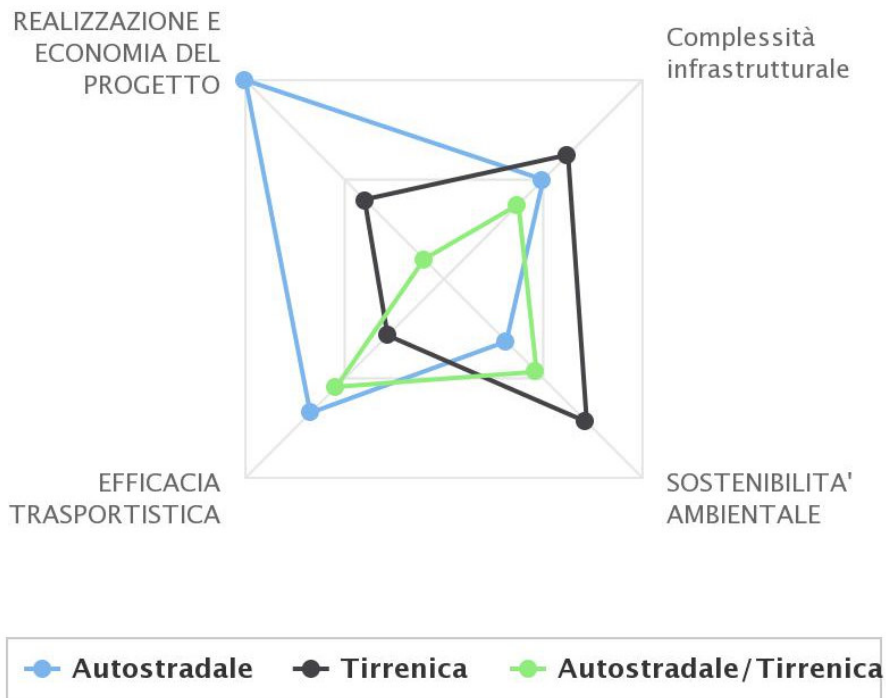 REALIZZAZIONE E
ECONOMIA DEL
PROGETTO
Complessità
infrastrutturale
EFFICACIA
TRASPORTISTICA
SOSTENIBILITA'
AMBIENTALE
Autostradale Tirrenica Autostradale/Tirrenica